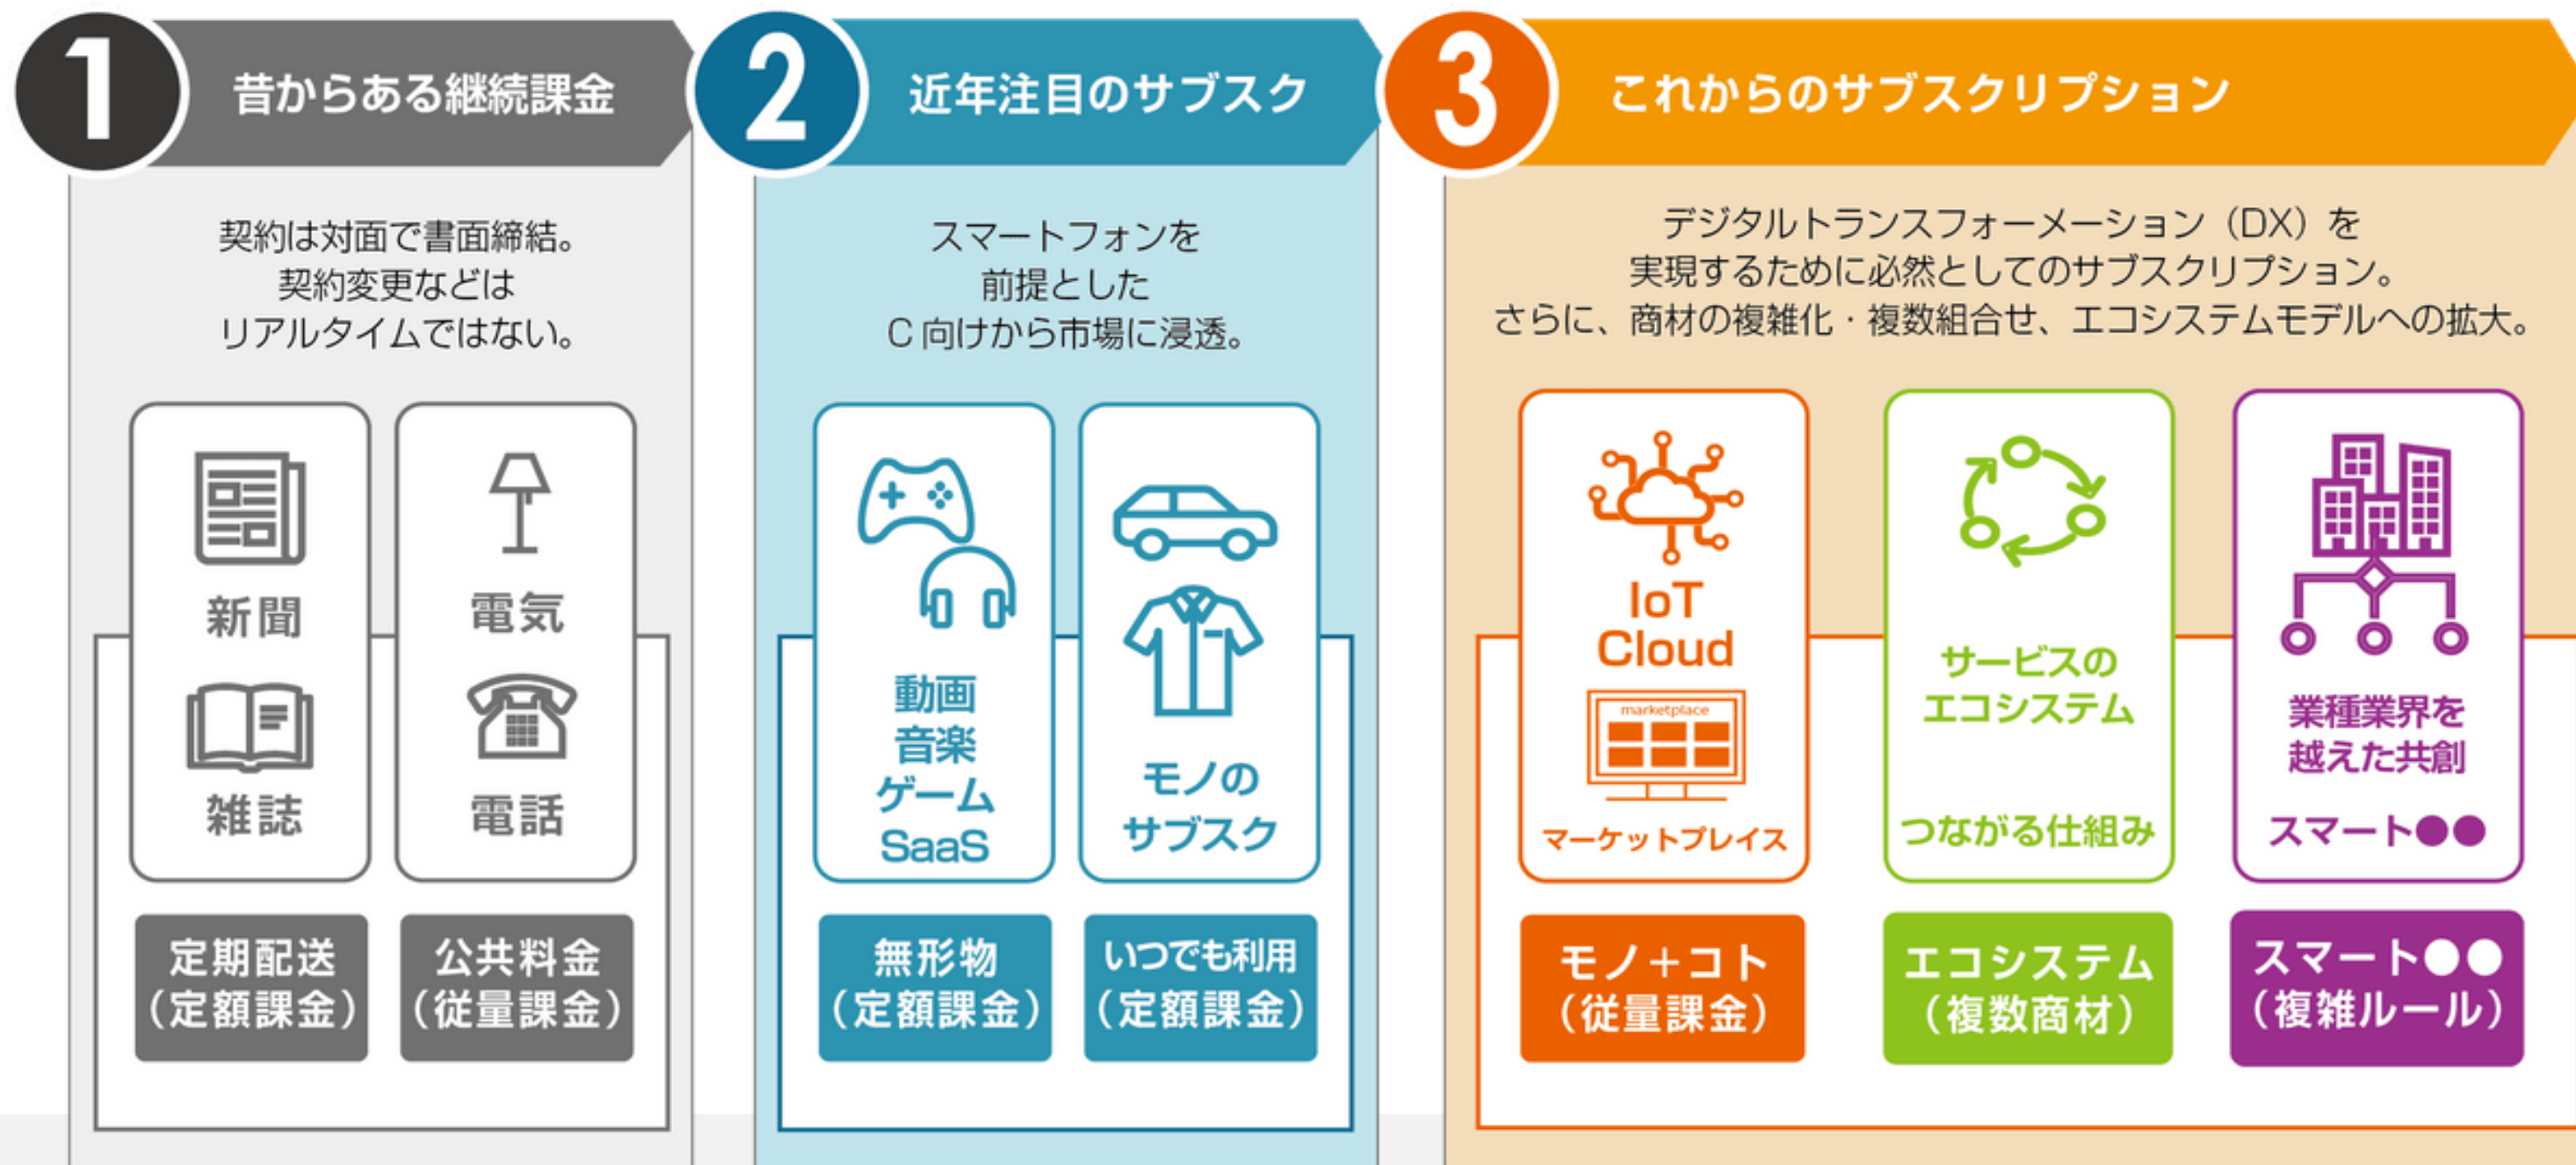 1
昔からある継続課金
契約は対面で書面締結。
契約変更などは
リアルタイムではない。
新聞
雑誌
電気
電話
定期配送
（定額課金）
公共料金
（従量課金）
2
近年注目のサブスク
スマートフォンを
前提とした
C 向けから市場に浸透。
動画
音楽
ゲーム
SaaS
モノの
サブスク
無形物
（定額課金）
いつでも利用
（定額課金）
3
これからのサブスクリプション
デジタルトランスフォーメーション（DX）を
実現するために必然としてのサブスクリプション。
さらに、商材の複雑化・複数組合せ、エコシステムモデルへの拡大。
IoT
Cloud
marketplace
マーケットプレイス
サービスの
エコシステム
つながる仕組み
業種業界を
越えた共創
スマート●●
モノ＋コト
（従量課金）
エコシステム
（複数商材）
スマート●●
（複雑ルール）